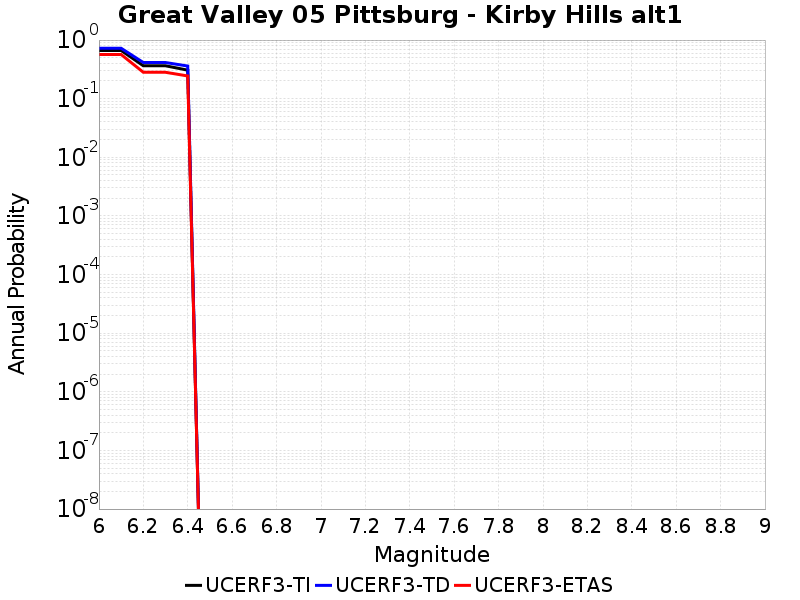 Great Valley 05 Pittsburg - Kirby Hills alt1
Annual Probability
10^0
10^-1
10^-2
10^-3
10^-4
10^-5
10^-6
10^-7
10^-8
6 6.2 6.4 6.6 6.8 7 7.2 7.4 7.6 7.8 8 8.2 8.4 8.6 8.8 9
Magnitude
UCERF3-TI UCERF3-TD UCERF3-ETAS